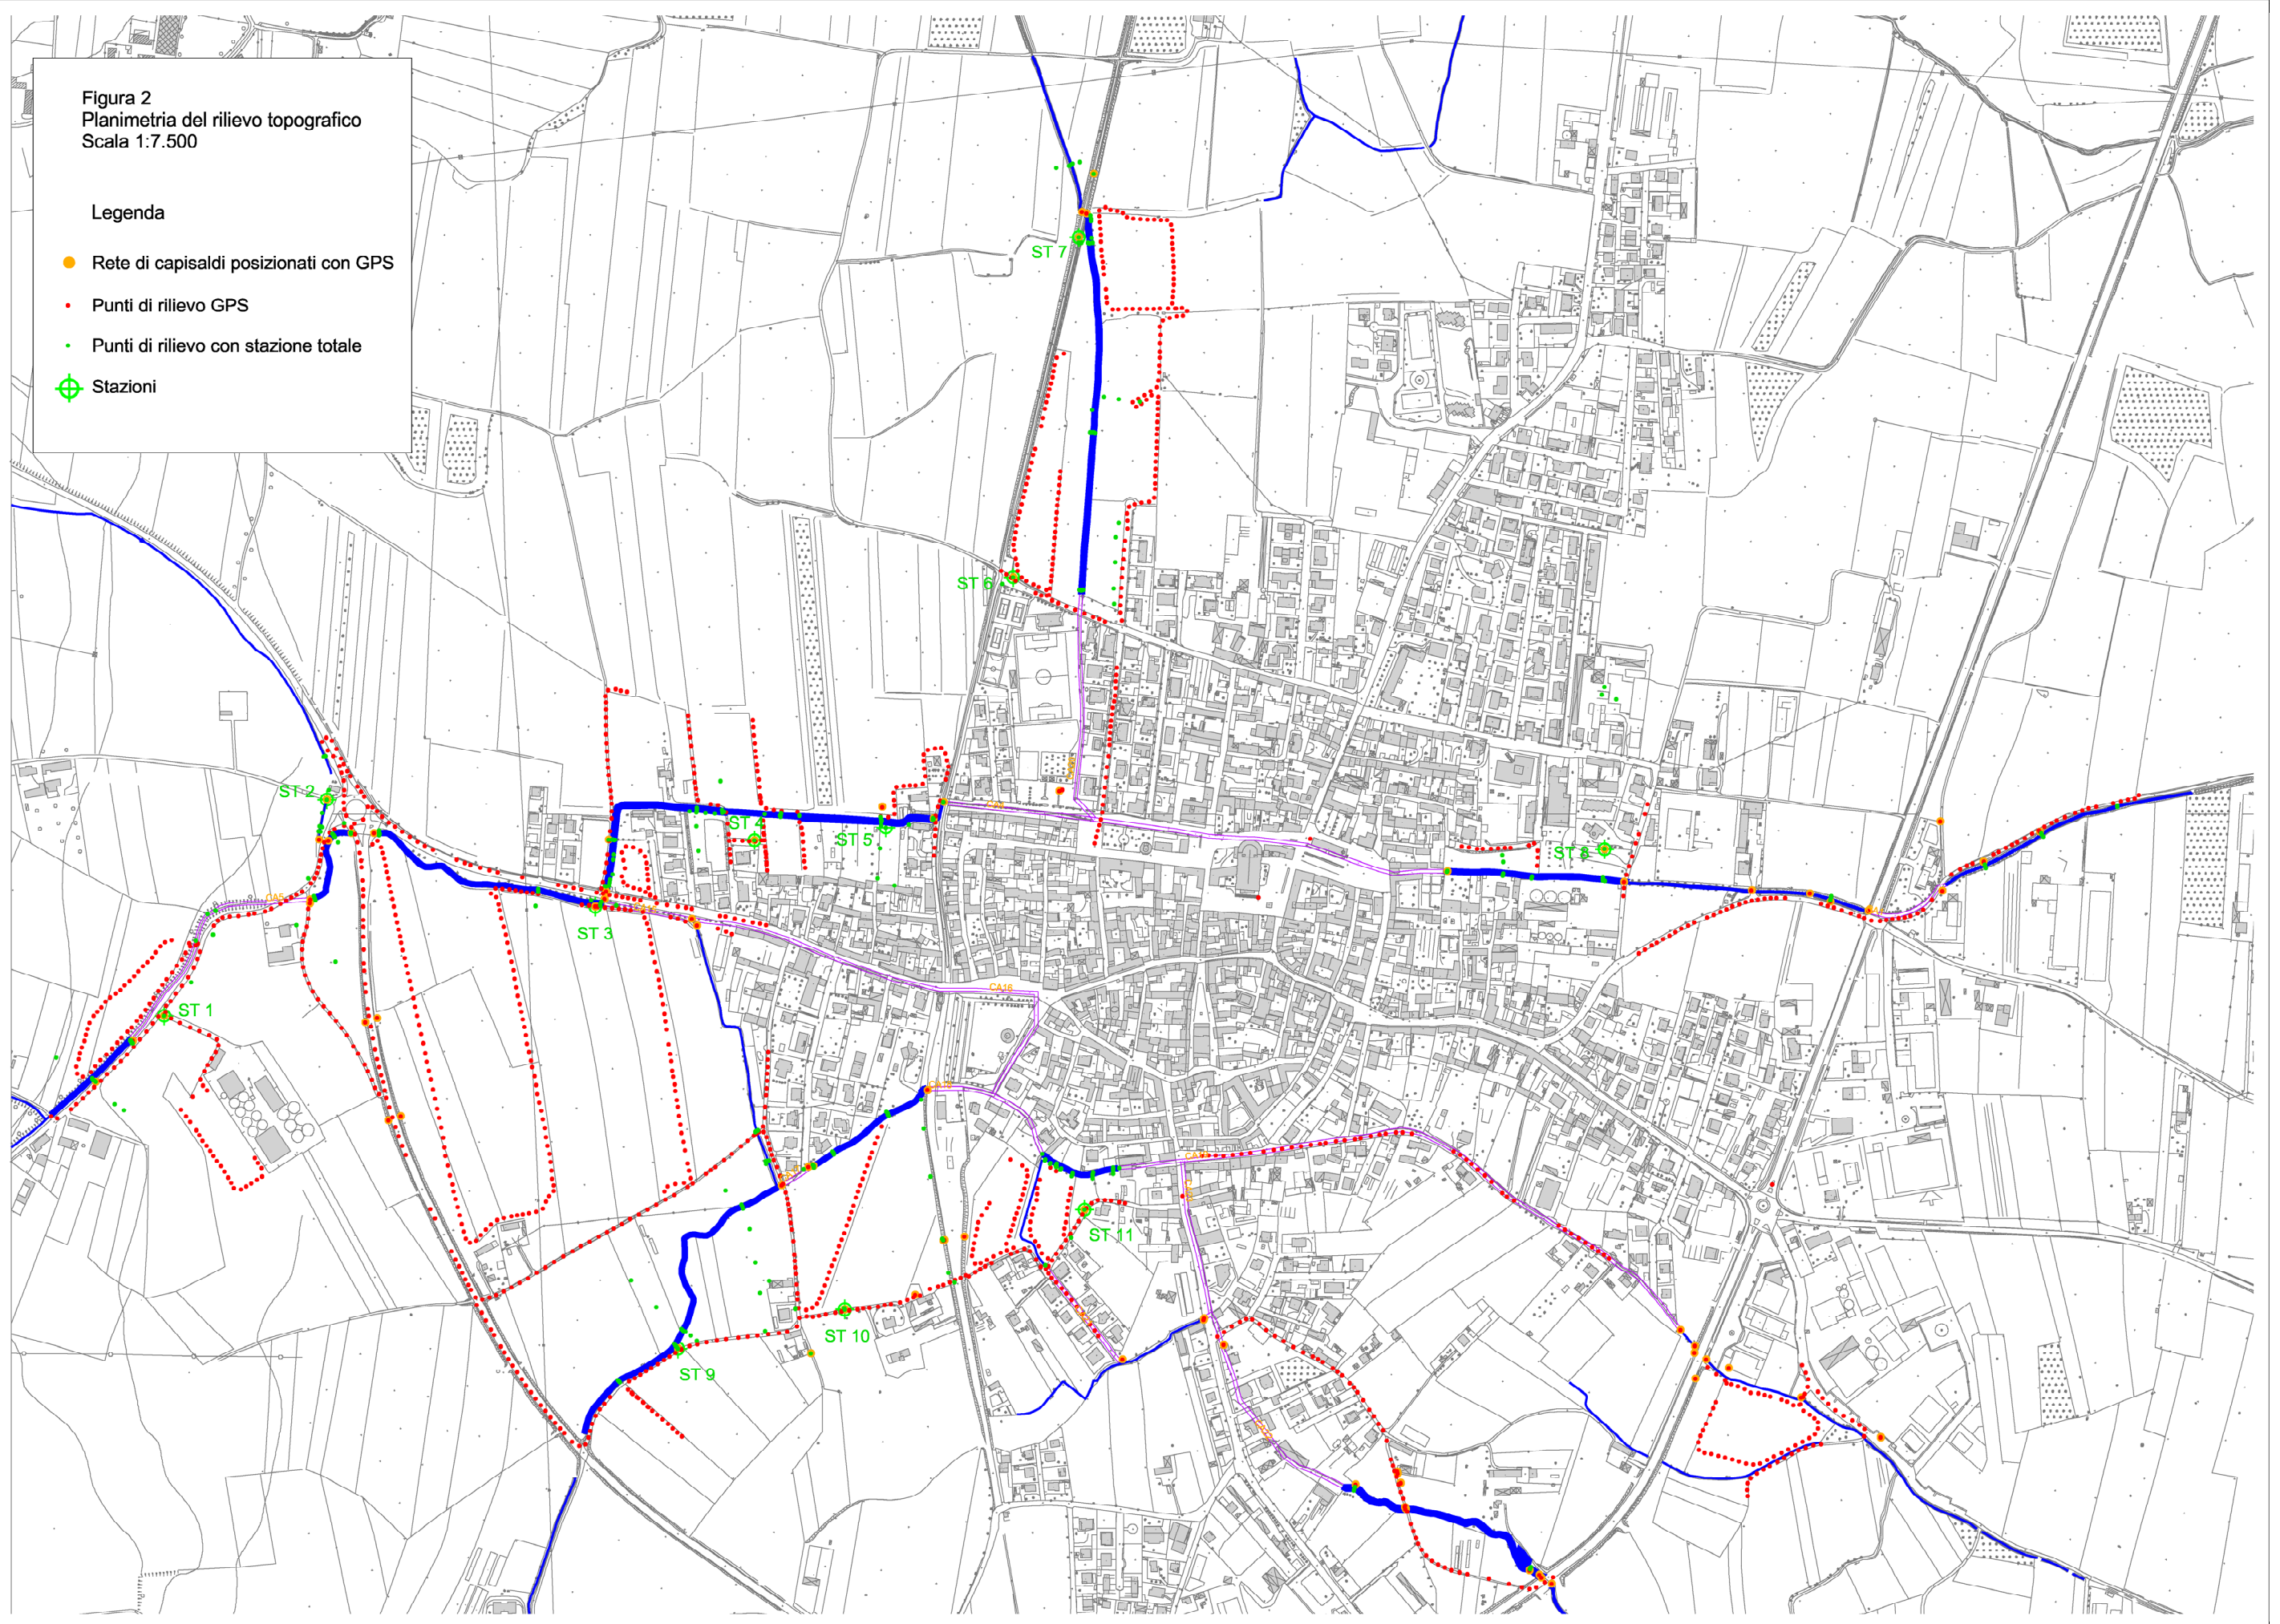 Figura 2
Planimetria del rilievo topografico
Scala 1:7.500
Legenda
Rete di capisaldi posizionati con GPS
Punti di rilievo GPS
Punti di rilievo con stazione totale
Stazioni
ST 7
ST 6
ST 2
ST 4
ST 5
ST 8
CA5
ST 3
CA16
ST 1
ST 11
ST 10
ST 9